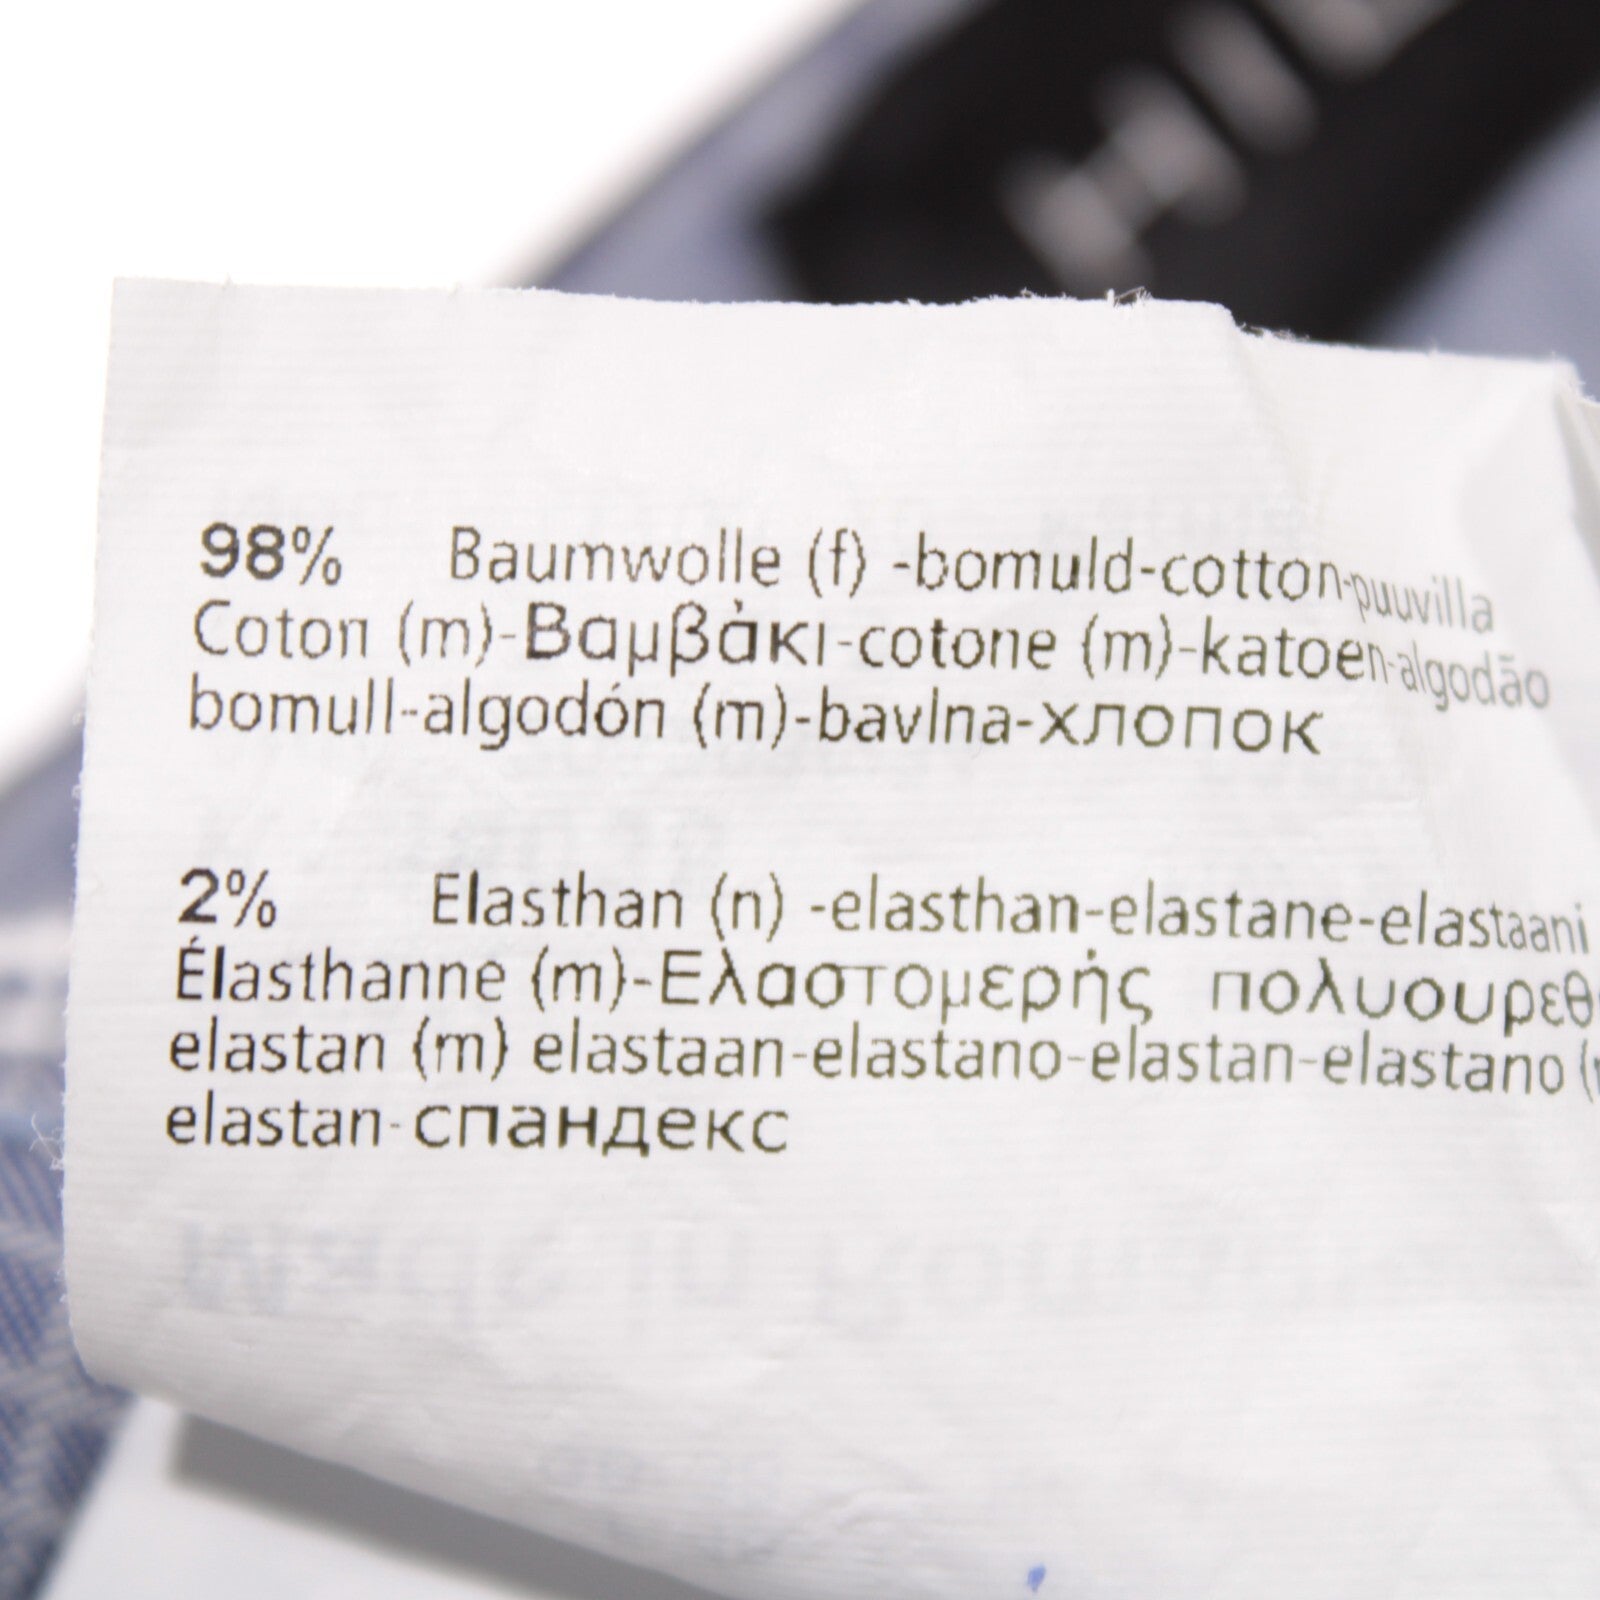 98% Baumwolle (f) -bomuld-cotton-puuvilla
Coton (m)-Βαμβάκι-cotone (m)-katoen-algodão
bomull-algodón (m)-bavlna-хлопок
2% Elasthan (n) -elasthan-elastane-elastaani
Élasthanne (m)-Ελαστομερής
elastan (m) elastaan-elastano-elastan-elastano
elastan-спандекс